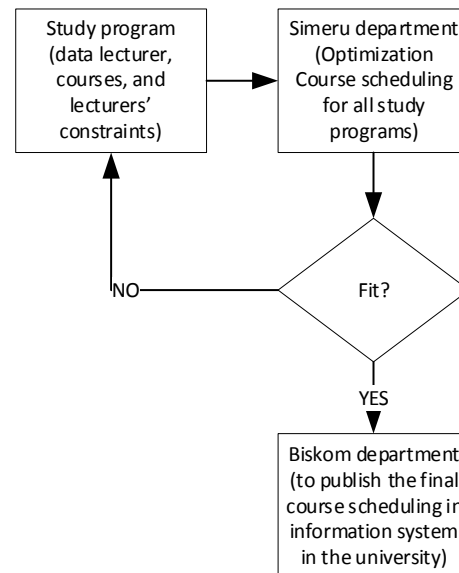 Study program
(data lecturer,
courses, and
lecturers'
constraints)
Simeru department
(Optimization
Course scheduling
for all study
programs)
Fit?
NO
YES
Biskom department
(to publish the final
course scheduling in
information system
in the university)